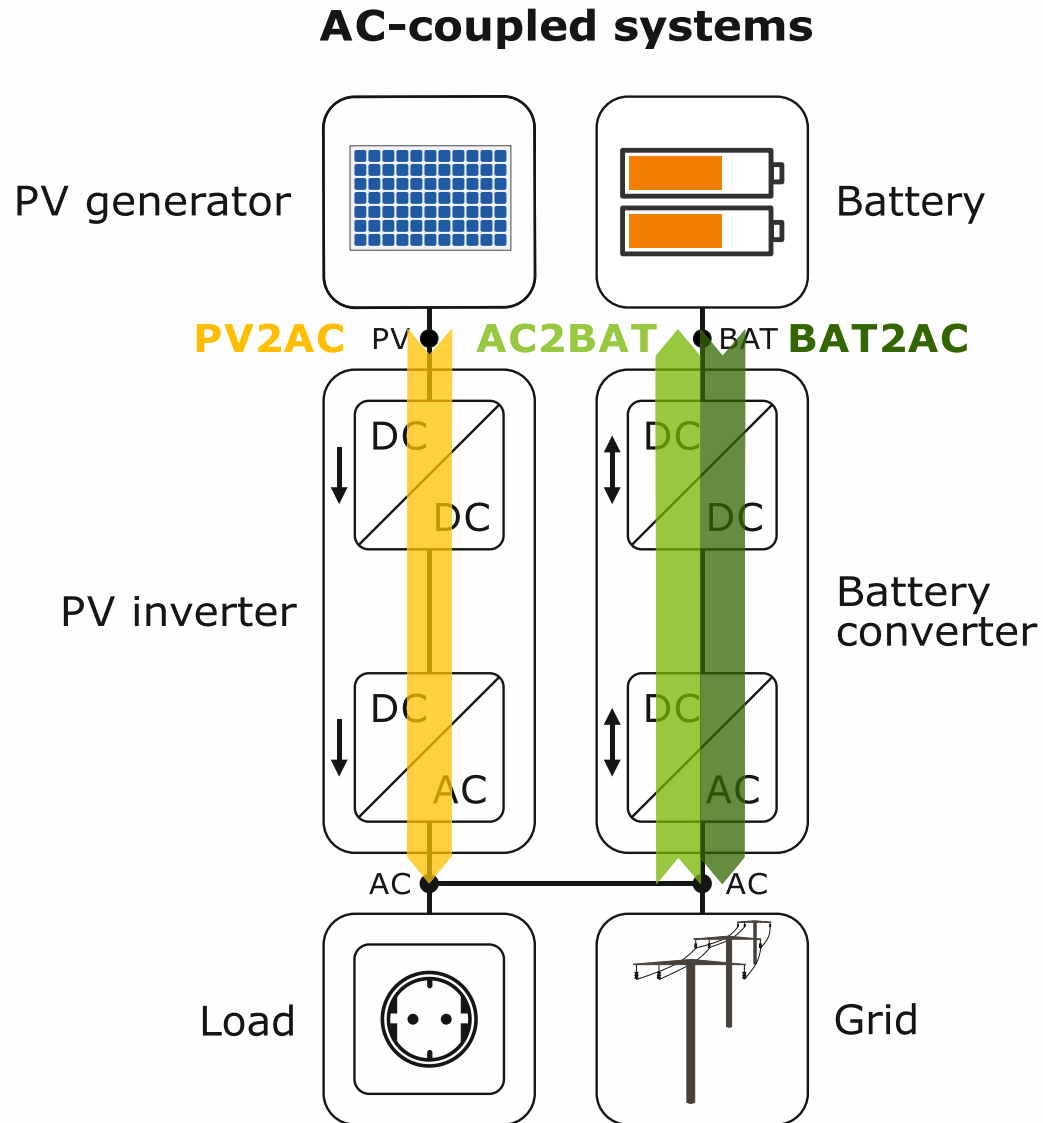 AC-coupled systems
PV generator
Battery
PV2AC
PV
AC2BAT
BAT
BAT2AC
DC
DC
DC
DC
PV inverter
Battery
converter
DC
AC
DC
AC
AC
AC
Load
Grid